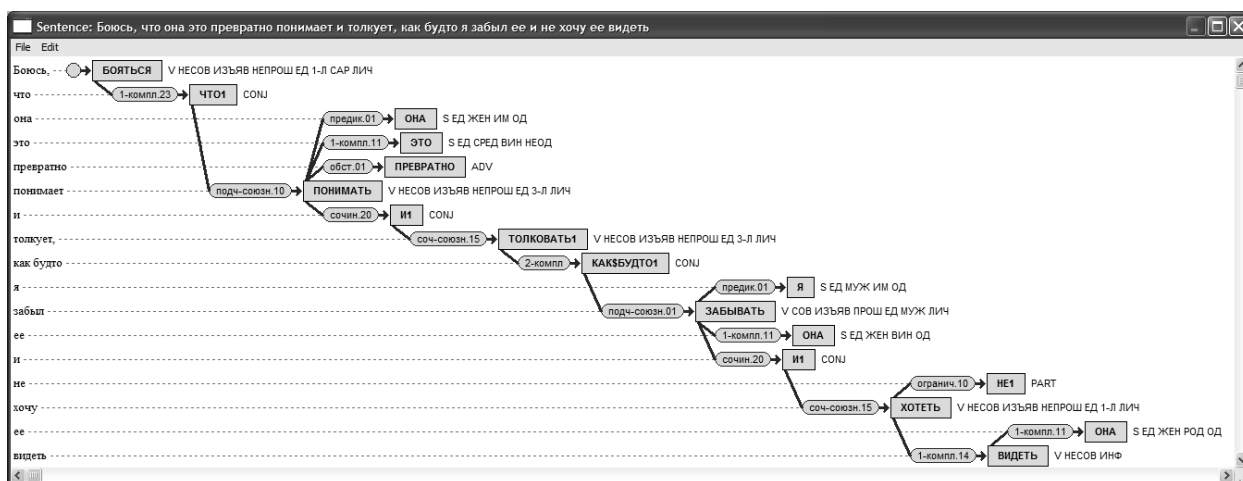 Sentence: Боюсь, что она это превратно понимает и толкует, как будто я забыл ее и не хочу ее видеть
File Edit
Боюсь, БОЯТЬСЯ V НЕСОВ ИЗЪЯВ НЕПРОШ ЕД 1-Л САР ЛИЧ
что 1-компл.23 ЧТО1 CONJ
она предик.01 ОНА S ЕД ЖЕН ИМ ОД
это 1-компл.11 ЭТО S ЕД СРЕД ВИН НЕОД
превратно обст.01 ПРЕВРАТНО ADV
понимает подч-союзн.10 ПОНИМАТЬ V НЕСОВ ИЗЪЯВ НЕПРОШ ЕД 3-Л ЛИЧ
и сочин.20 И1 CONJ
толкует, соч-союзн.15 ТОЛКОВАТЬ1 V НЕСОВ ИЗЪЯВ НЕПРОШ ЕД 3-Л ЛИЧ
как будто 2-компл КАК$БУДТО1 CONJ
я предик.01 Я S ЕД МУЖ ИМ ОД
забыл подч-союзн.01 ЗАБЫВАТЬ V СОВ ИЗЪЯВ ПРОШ ЕД МУЖ ЛИЧ
ее 1-компл.11 ОНА S ЕД ЖЕН ВИН ОД
и сочин.20 И1 CONJ
не огранич.10 НЕ1 PART
хочу соч-союзн.15 ХОТЕТЬ V НЕСОВ ИЗЪЯВ НЕПРОШ ЕД 1-Л ЛИЧ
ее 1-компл.11 ОНА S ЕД ЖЕН РОД ОД
видеть 1-компл.14 ВИДЕТЬ V НЕСОВ ИНФ